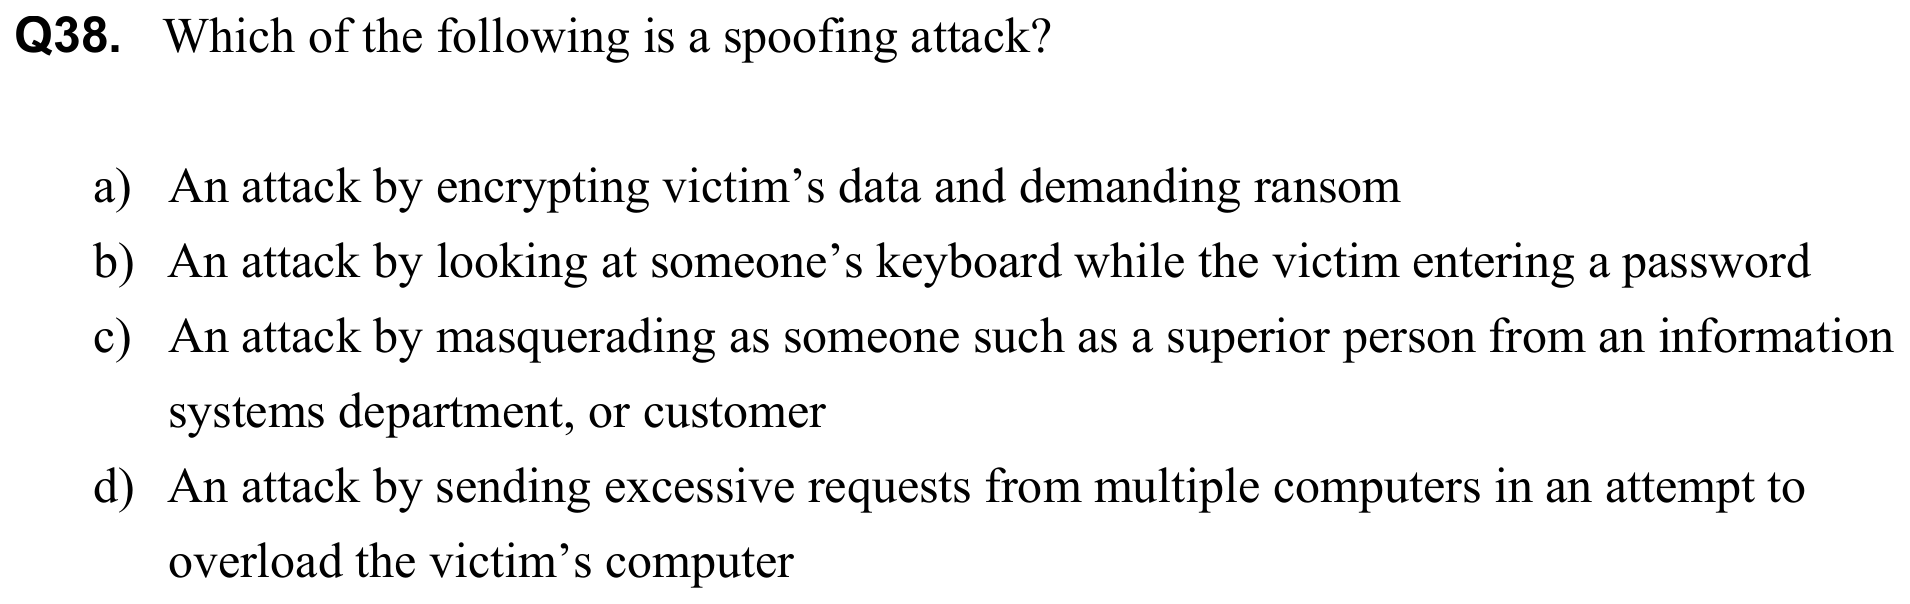 Q38. Which of the following is a spoofing attack?
a) An attack by encrypting victim’s data and demanding ransom
b) An attack by looking at someone’s keyboard while the victim entering a password
c) An attack by masquerading as someone such as a superior person from an information
systems department, or customer
d) An attack by sending excessive requests from multiple computers in an attempt to
overload the victim’s computer